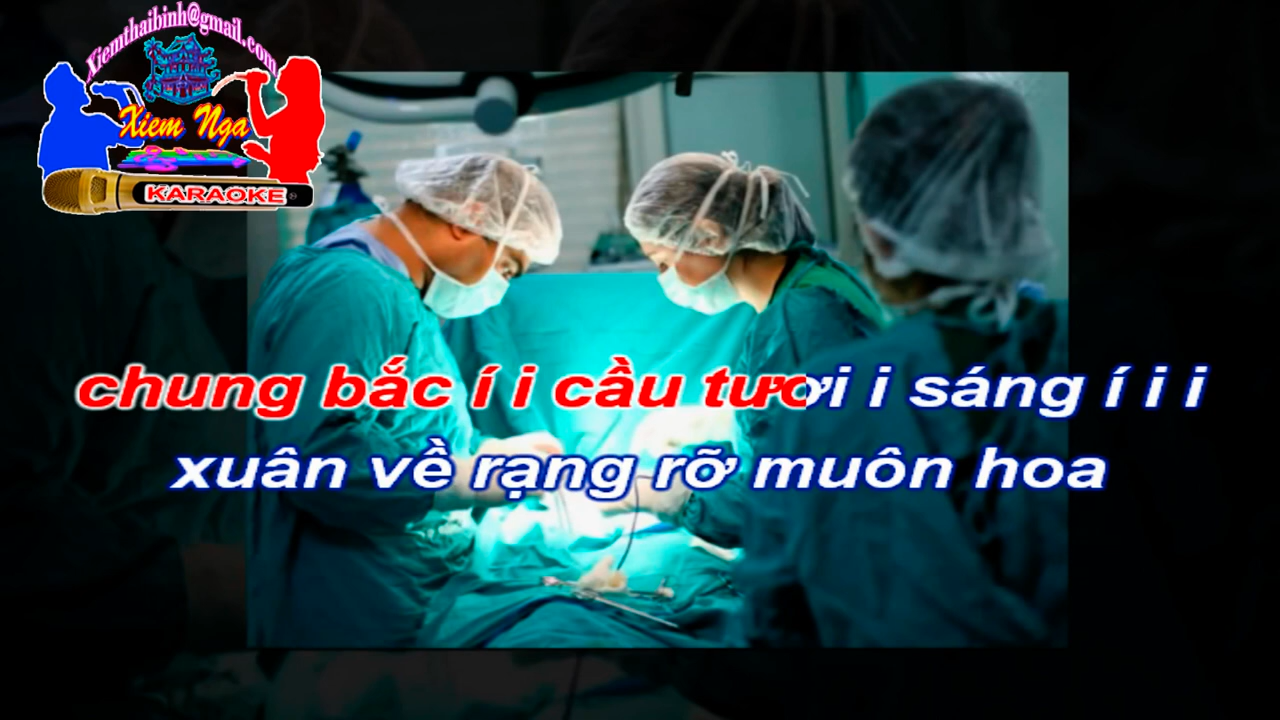 Xiemthaibinh@gmail.com
Xiem Nga
KARAOKE
chung bắc í i cầu tươi i sáng í i i
xuân về rạng rỡ muôn hoa